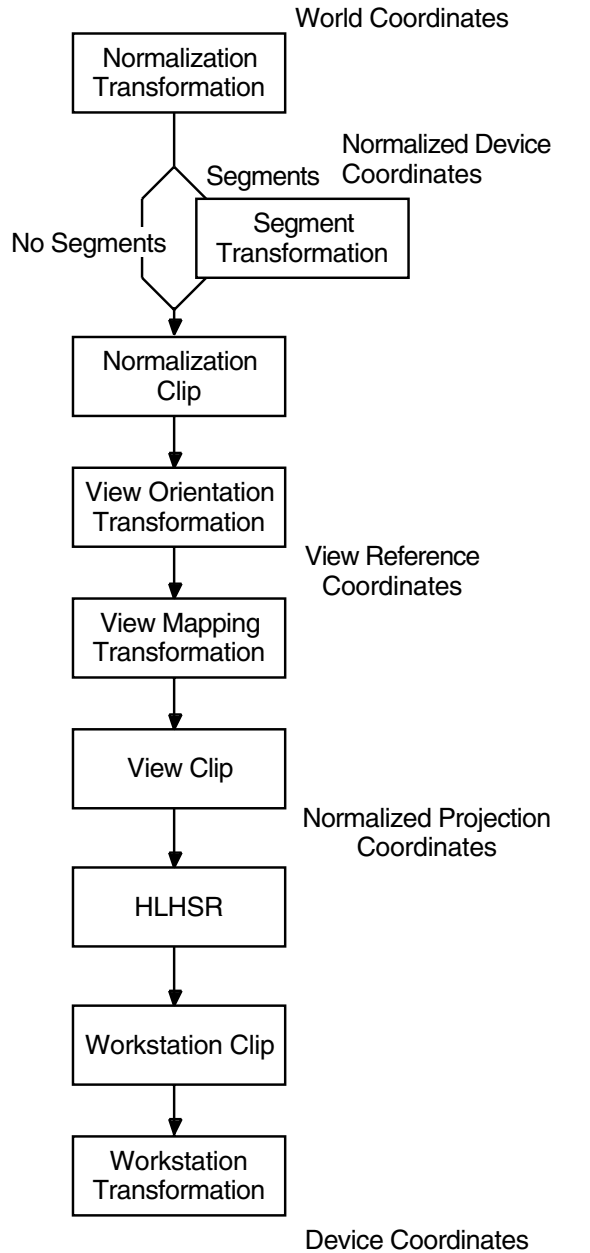 World Coordinates
Normalization
Transformation
Normalized Device
Coordinates
Segments
Segment
Transformation
No Segments
Normalization
Clip
View Orientation
Transformation
View Reference
Coordinates
View Mapping
Transformation
View Clip
Normalized Projection
Coordinates
HLHSR
Workstation Clip
Workstation
Transformation
Device Coordinates